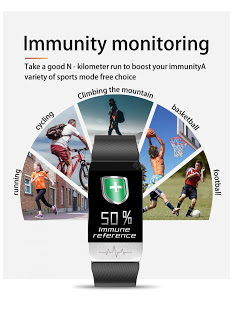 Immunity monitoring
Take a good N - kilometer run to boost your immunityA
variety of sports mode free choice
Climbing the mountain
cycling
basketball
running
football
50 %
Immune
reference